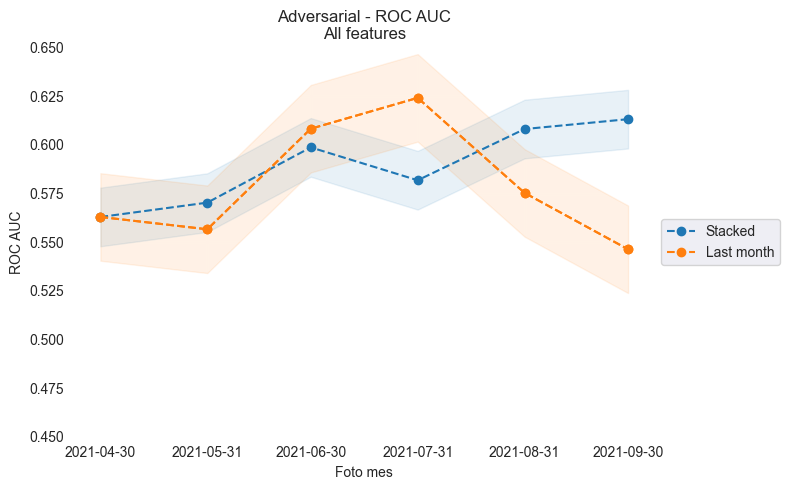 Adversarial - ROC AUC
All features
0.650
0.625
0.600
0.575
0.550
0.525
0.500
0.475
0.450
ROC AUC
2021-04-30 2021-05-31 2021-06-30 2021-07-31 2021-08-31 2021-09-30
Foto mes
Stacked
Last month